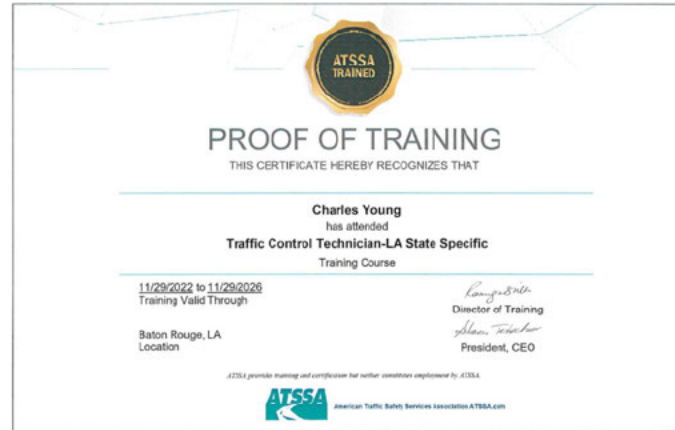 ATSSA
TRAINED
PROOF OF TRAINING
THIS CERTIFICATE HEREBY RECOGNIZES THAT
Charles Young
has attended
Traffic Control Technician-LA State Specific
Training Course
11/29/2022 to 11/29/2026
Training Valid Through
Director of Training
Baton Rouge, LA
Location
President, CEO
ATSSA provides training and certification but neither constitutes employment by ATSSA.
ATSSA
American Traffic Safety Services Association ATSSA.com